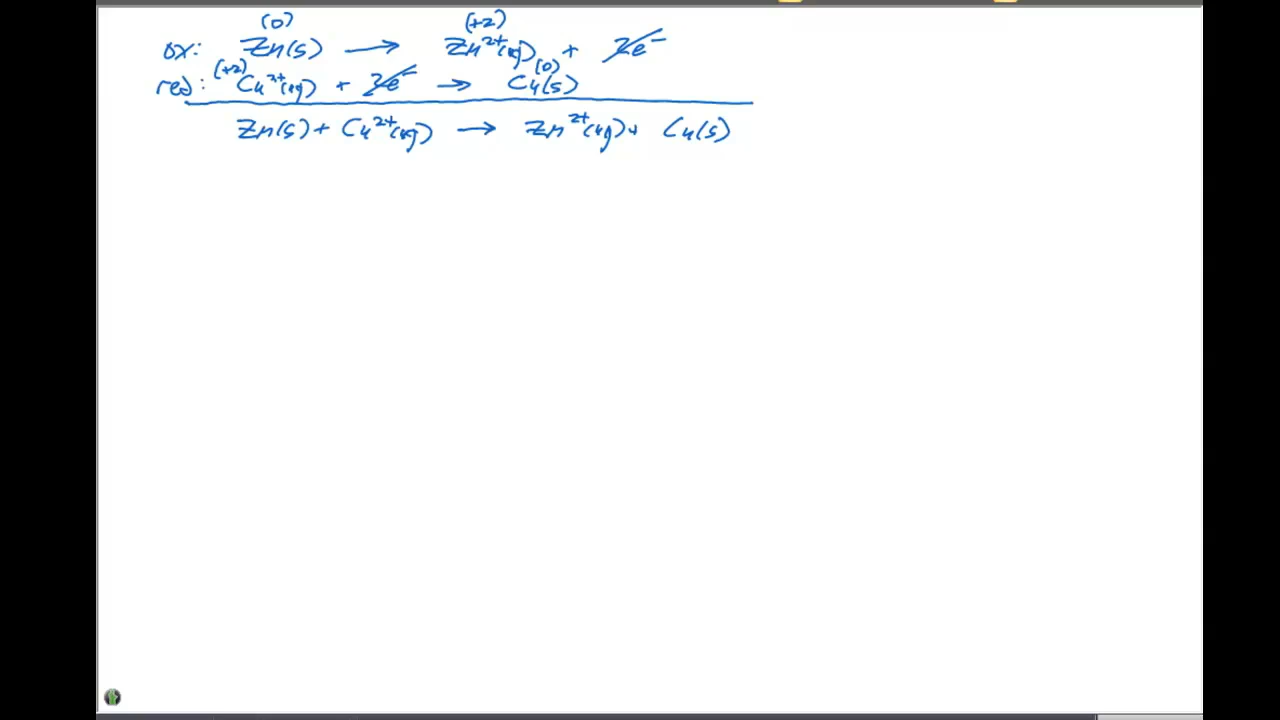 (0) (+2)
ox: Zn(s) → Zn²⁺(aq) + 2e⁻
(+2) (0)
red: Cu²⁺(aq) + 2e⁻ → Cu(s)
Zn(s) + Cu²⁺(aq) → Zn²⁺(aq) + Cu(s)